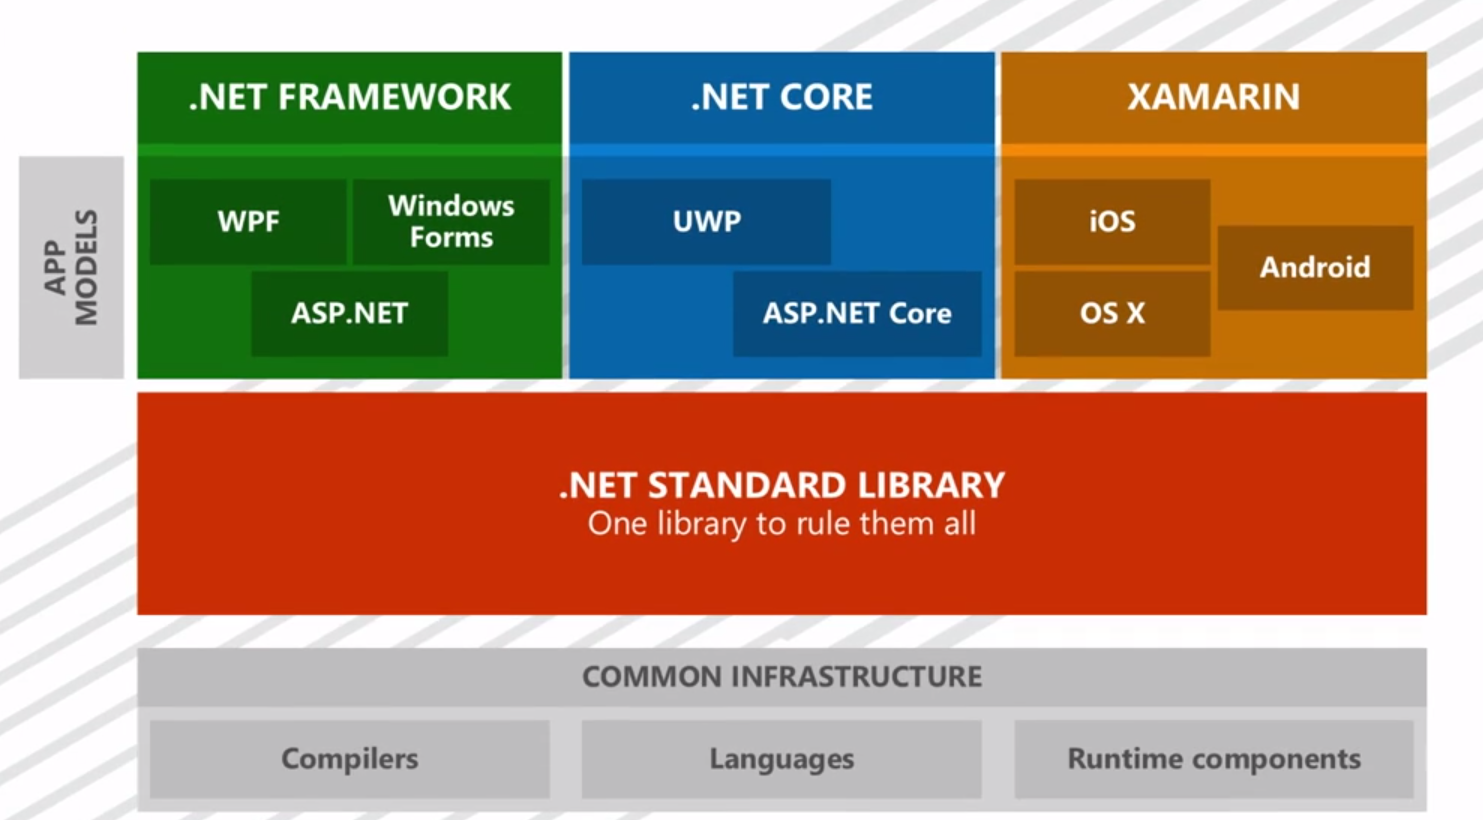 .NET FRAMEWORK
.NET CORE
XAMARIN
APP
MODELS
WPF
Windows
Forms
ASP.NET
UWP
ASP.NET Core
iOS
Android
OS X
.NET STANDARD LIBRARY
One library to rule them all
COMMON INFRASTRUCTURE
Compilers
Languages
Runtime components